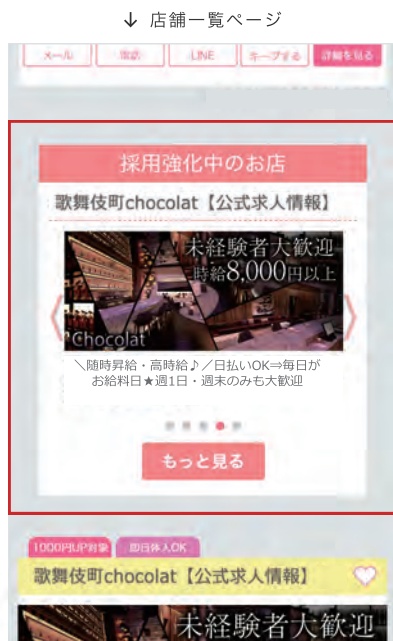 ↓ 店舗一覧ページ
メール 電話 LINE キープする 詳細を見る
採用強化中のお店
歌舞伎町chocolat【公式求人情報】
未経験者大歓迎
時給8,000円以上
Chocolat
＼随時昇給・高時給♪／日払いOK⇒毎日が
お給料日★週1日・週末のみも大歓迎
もっと見る
1000円UP対象 即日体入OK
歌舞伎町chocolat【公式求人情報】
未経験者大歓迎